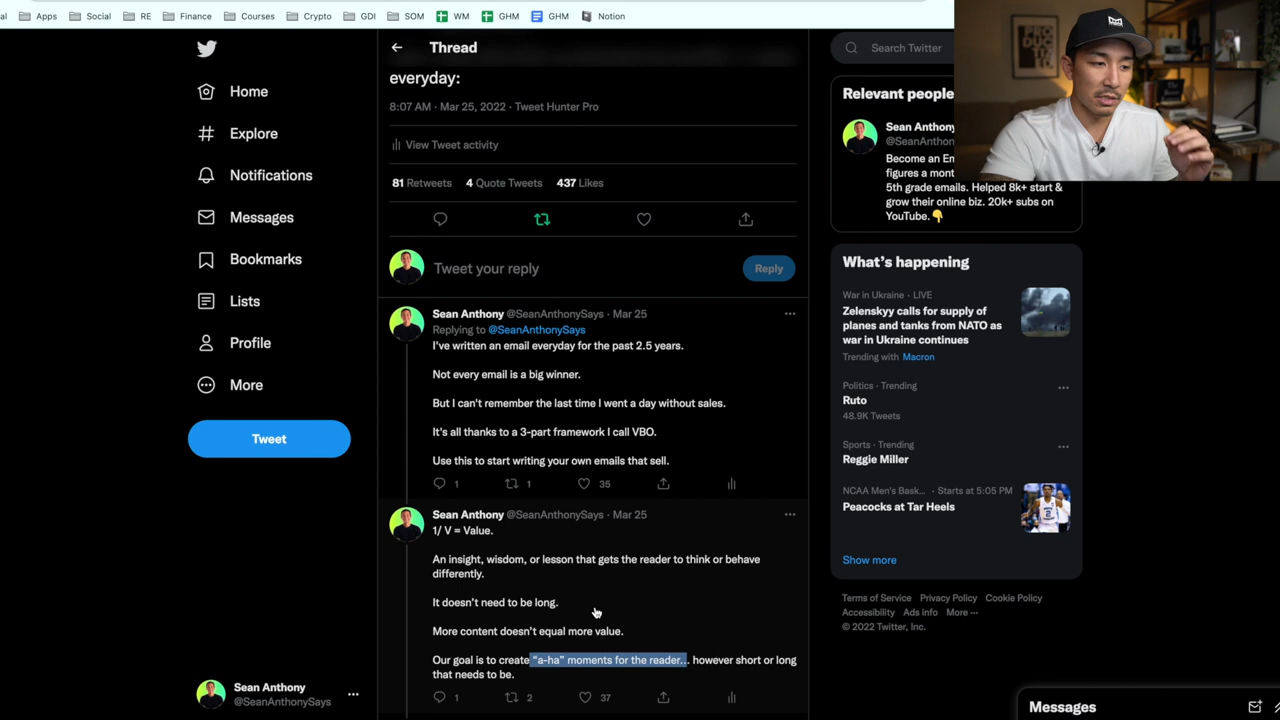 Apps
Social
RE
Finance
Courses
Crypto
GDI
SOM
WM
GHM
GHM
Notion
Home
Explore
Notifications
Messages
Bookmarks
Lists
Profile
More
Tweet
Sean Anthony
@SeanAnthonySays
Thread
everyday:
8:07 AM · Mar 25, 2022 · Tweet Hunter Pro
View Tweet activity
81 Retweets 4 Quote Tweets 437 Likes
Tweet your reply
Reply
Sean Anthony @SeanAnthonySays · Mar 25
Replying to @SeanAnthonySays
I've written an email everyday for the past 2.5 years.
Not every email is a big winner.
But I can't remember the last time I went a day without sales.
It's all thanks to a 3-part framework I call VBO.
Use this to start writing your own emails that sell.
1 1 35
Sean Anthony @SeanAnthonySays · Mar 25
1/ V = Value.
An insight, wisdom, or lesson that gets the reader to think or behave
differently.
It doesn't need to be long.
More content doesn't equal more value.
Our goal is to create “a-ha” moments for the reader... however short or long
that needs to be.
1 2 37
Search Twitter
Relevant people
Sean Anthony
@SeanAnthon
Become an Em
figures a mont
5th grade emails. Helped 8k+ start &
grow their online biz. 20k+ subs on
YouTube.👇
What's happening
War in Ukraine · LIVE
Zelenskyy calls for supply of
planes and tanks from NATO as
war in Ukraine continues
Trending with Macron
Politics · Trending
Ruto
48.9K Tweets
Sports · Trending
Reggie Miller
NCAA Men's Bask... · Starts at 5:05 PM
Peacocks at Tar Heels
Show more
Terms of Service Privacy Policy Cookie Policy
Accessibility Ads info More ···
© 2022 Twitter, Inc.
Messages